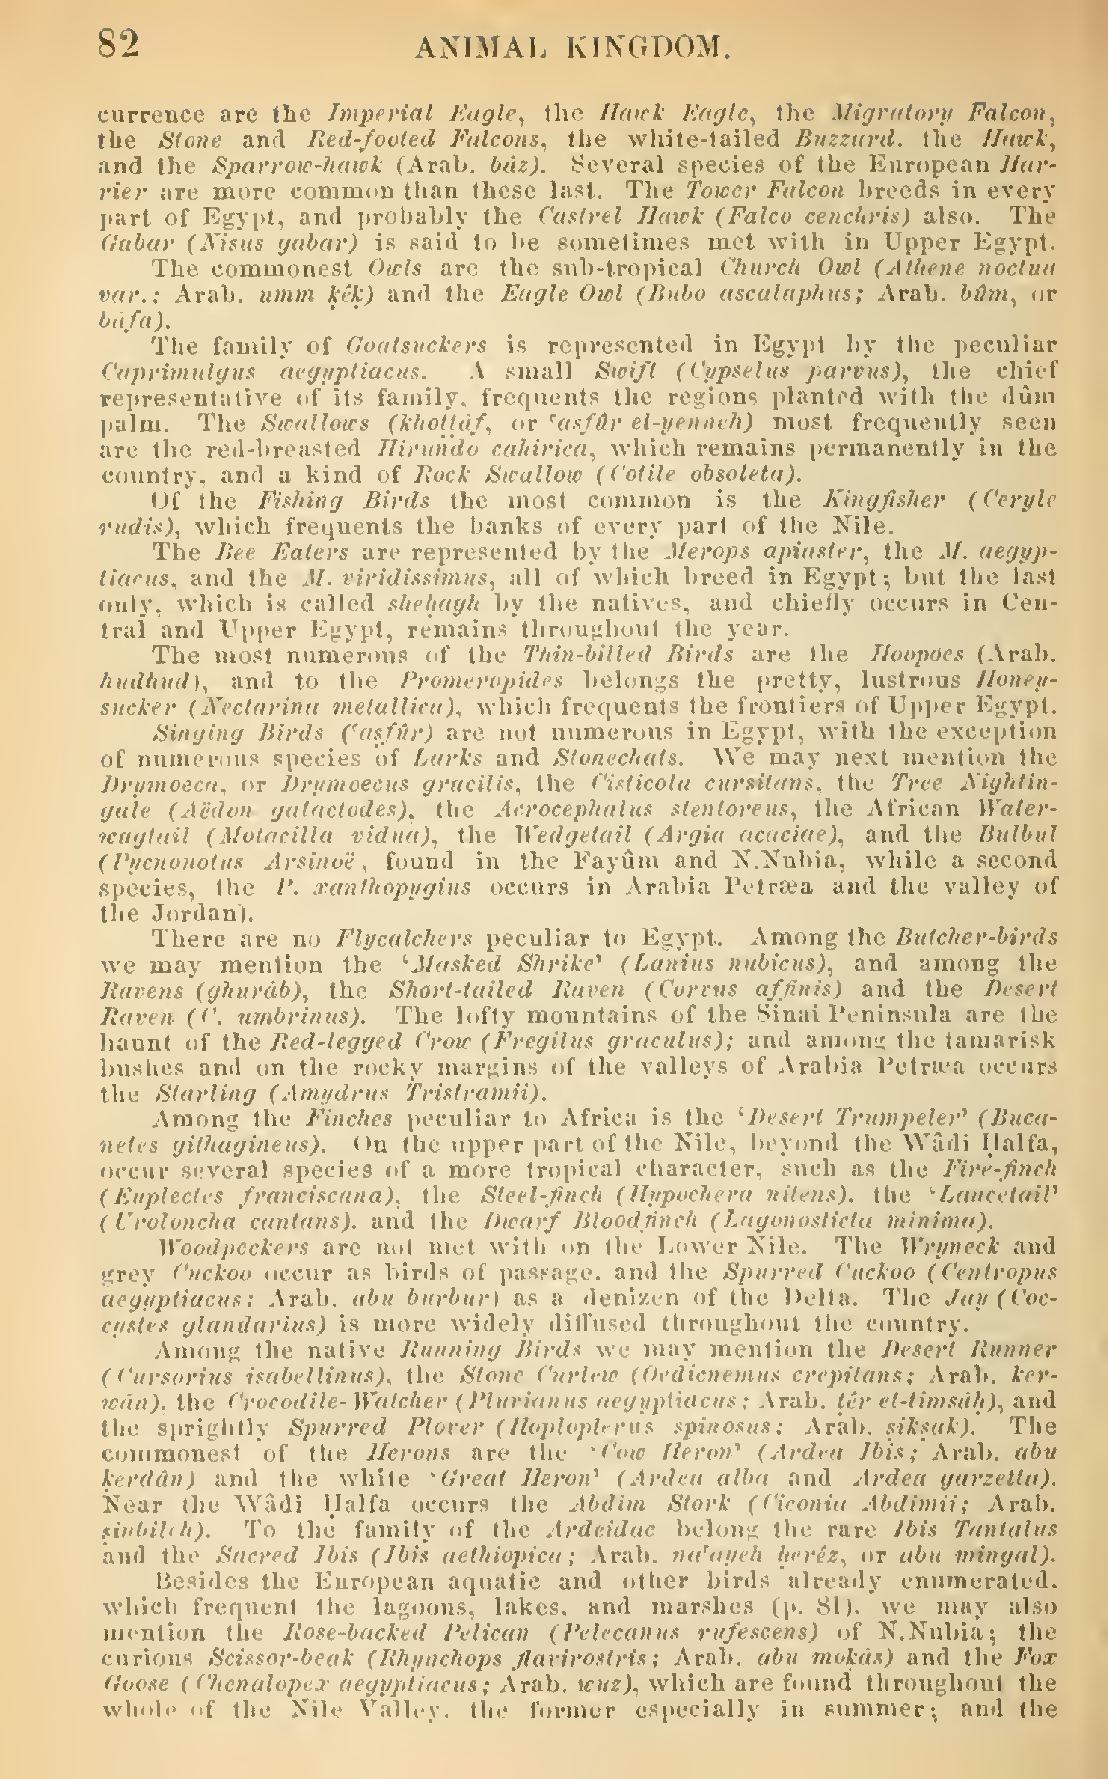 82
ANIMAL KINGDOM.
currence are the Imperial Eagle, the Hawk Eagle, the Migratory Falcon,
the Stone and Red-footed Falcons, the white-tailed Buzzard, the Hawk,
and the Sparrow-hawk (Arab. bâz). Several species of the European Har-
rier are more common than these last. The Tower Falcon breeds in every
part of Egypt, and probably the Castrel Hawk (Falco cenchris) also. The
Gabar (Nisus gabar) is said to be sometimes met with in Upper Egypt.
The commonest Owls are the sub-tropical Church Owl (Athene noctua
var.; Arab. umm ḳêḳ) and the Eagle Owl (Bubo ascalaphus; Arab. bûm, or
bûfa).
The family of Goatsuckers is represented in Egypt by the peculiar
Caprimulgus aegyptiacus. A small Swift (Cypselus parvus), the chief
representative of its family, frequents the regions planted with the dûm
palm. The Swallows (khoṭṭâf, or ʿasfûr el-genneh) most frequently seen
are the red-breasted Hirundo cahirica, which remains permanently in the
country, and a kind of Rock Swallow (Cotile obsoleta).
Of the Fishing Birds the most common is the Kingfisher (Ceryle
rudis), which frequents the banks of every part of the Nile.
The Bee Eaters are represented by the Merops apiaster, the M. aegyp-
tiacus, and the M. viridissimus, all of which breed in Egypt; but the last
only, which is called sheḥagh by the natives, and chiefly occurs in Cen-
tral and Upper Egypt, remains throughout the year.
The most numerous of the Thin-billed Birds are the Hoopoes (Arab.
hudhud), and to the Promeropides belongs the pretty, lustrous Honey-
sucker (Nectarina metallica), which frequents the frontiers of Upper Egypt.
Singing Birds (ʿaṣfûr) are not numerous in Egypt, with the exception
of numerous species of Larks and Stonechats. We may next mention the
Drymoeca, or Drymoecus gracilis, the Cisticola cursitans, the Tree Nightin-
gale (Aëdon galactodes), the Acrocephalus stentoreus, the African Water-
wagtail (Motacilla vidua), the Wedgetail (Argia acaciae), and the Bulbul
(Pycnonotus Arsinoë, found in the Fayûm and N.Nubia, while a second
species, the P. xanthopygius occurs in Arabia Petræa and the valley of
the Jordan).
There are no Flycatchers peculiar to Egypt. Among the Butcher-birds
we may mention the 'Masked Shrike' (Lanius nubicus), and among the
Ravens (ghurâb), the Short-tailed Raven (Corvus affinis) and the Desert
Raven (C. umbrinus). The lofty mountains of the Sinai Peninsula are the
haunt of the Red-legged Crow (Fregilus graculus); and among the tamarisk
bushes and on the rocky margins of the valleys of Arabia Petræa occurs
the Starling (Amydrus Tristramii).
Among the Finches peculiar to Africa is the 'Desert Trumpeter' (Buca-
netes githagineus). On the upper part of the Nile, beyond the Wâdi Ḥalfa,
occur several species of a more tropical character, such as the Fire-finch
(Euplectes franciscana), the Steel-finch (Hypochera nitens), the 'Lancetail'
(Uroloncha cantans), and the Dwarf Bloodfinch (Lagonosticta minima).
Woodpeckers are not met with on the Lower Nile. The Wryneck and
grey Cuckoo occur as birds of passage, and the Spurred Cuckoo (Centropus
aegyptiacus; Arab. abu burbur) as a denizen of the Delta. The Jay (Coc-
cystes glandarius) is more widely diffused throughout the country.
Among the native Running Birds we may mention the Desert Runner
(Cursorius isabellinus), the Stone Curlew (Oedicnemus crepitans; Arab. ker-
wân), the Crocodile-Watcher (Pluvianus aegyptiacus; Arab. ṭêr et-timsâḥ), and
the sprightly Spurred Plover (Hoplopterus spinosus; Arab. siḳsaḳ). The
commonest of the Herons are the 'Cow Heron' (Ardea Ibis; Arab. abu
ḳerdân) and the white 'Great Heron' (Ardea alba and Ardea garzetta).
Near the Wâdi Ḥalfa occurs the Abdim Stork (Ciconia Abdimii; Arab.
sinbileh). To the family of the Ardeidae belong the rare Ibis Tantalus
and the Sacred Ibis (Ibis aethiopica; Arab. naʿayeh ḥerêz, or abu mingal).
Besides the European aquatic and other birds already enumerated,
which frequent the lagoons, lakes, and marshes (p. 81), we may also
mention the Rose-backed Pelican (Pelecanus rufescens) of N.Nubia; the
curious Scissor-beak (Rhynchops flavirostris; Arab. abu moḳâs) and the Fox
Goose (Chenalopex aegyptiacus; Arab. wuz), which are found throughout the
whole of the Nile Valley, the former especially in summer; and the